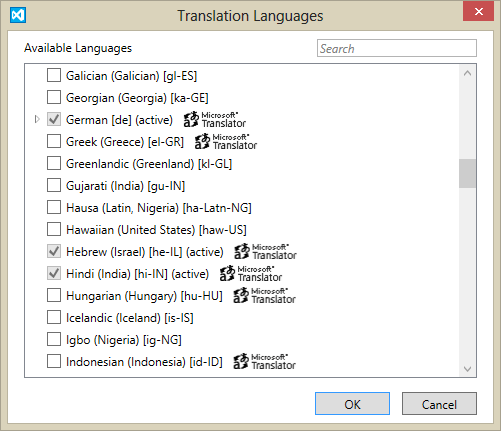 Translation Languages
Available Languages
Search
Galician (Galician) [gl-ES]
Georgian (Georgia) [ka-GE]
German [de] (active) Microsoft® Translator
Greek (Greece) [el-GR] Microsoft® Translator
Greenlandic (Greenland) [kl-GL]
Gujarati (India) [gu-IN]
Hausa (Latin, Nigeria) [ha-Latn-NG]
Hawaiian (United States) [haw-US]
Hebrew (Israel) [he-IL] (active) Microsoft® Translator
Hindi (India) [hi-IN] (active) Microsoft® Translator
Hungarian (Hungary) [hu-HU] Microsoft® Translator
Icelandic (Iceland) [is-IS]
Igbo (Nigeria) [ig-NG]
Indonesian (Indonesia) [id-ID] Microsoft® Translator
OK
Cancel